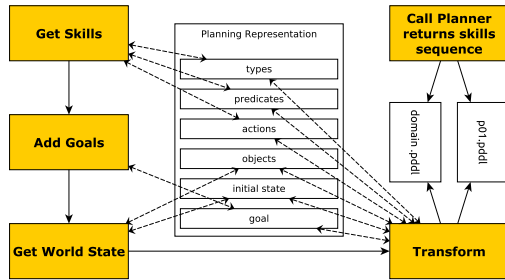 Get Skills
Add Goals
Get World State
Planning Representation
types
predicates
actions
objects
initial state
goal
Call Planner
returns skills
sequence
domain.pddl
p01.pddl
Transform